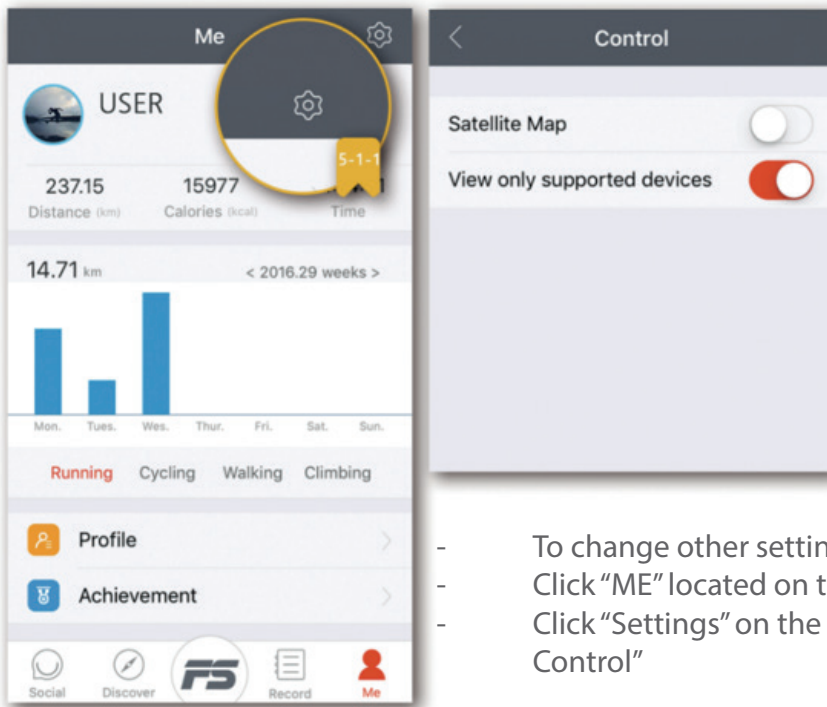 Me
USER
5-1-1
237.15
15977
Distance (km)
Calories (kcal)
Time
14.71 km
< 2016.29 weeks >
Mon. Tues. Wes. Thur. Fri. Sat. Sun.
Running Cycling Walking Climbing
Profile
Achievement
Social Discover FS Record Me
Control
Satellite Map
View only supported devices
- To change other
- Click “ME” located on
- Click “Settings” on the
Control”